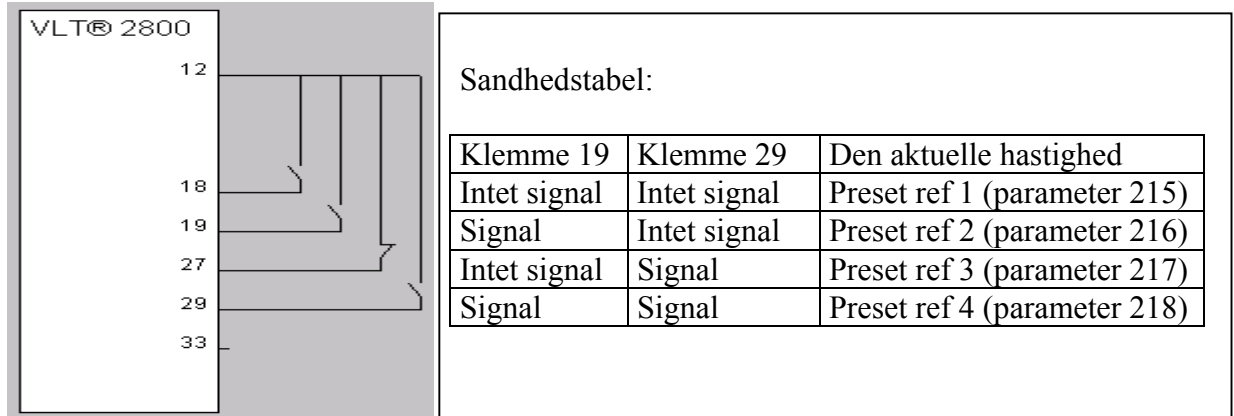 VLT® 2800
12
18
19
27
29
33
Sandhedstabel:
Klemme 19 Klemme 29 Den aktuelle hastighed
Intet signal Intet signal Preset ref 1 (parameter 215)
Signal Intet signal Preset ref 2 (parameter 216)
Intet signal Signal Preset ref 3 (parameter 217)
Signal Signal Preset ref 4 (parameter 218)